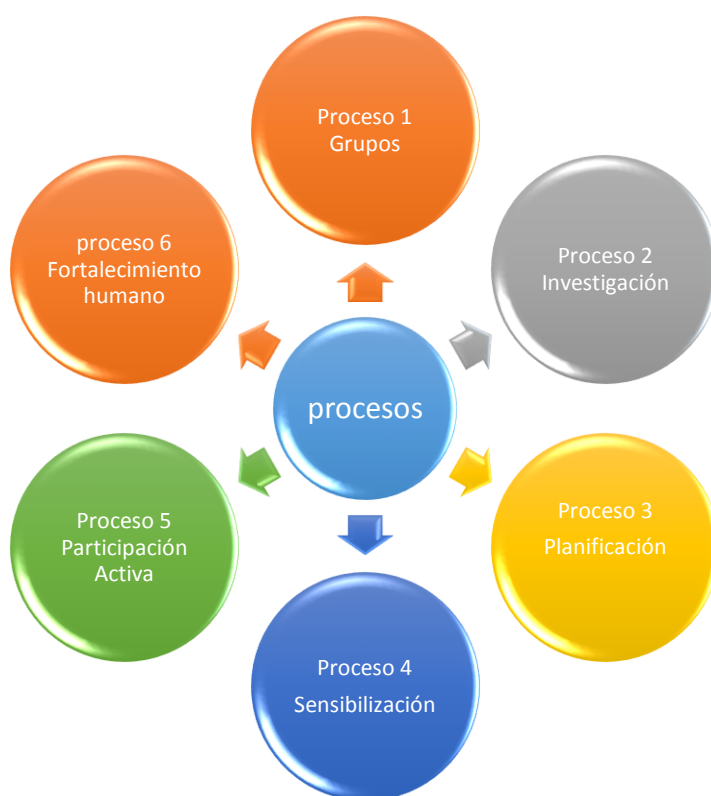 Proceso 1
Grupos
Proceso 2
Investigación
Proceso 3
Planificación
Proceso 4
Sensibilización
Proceso 5
Participación
Activa
proceso 6
Fortalecimiento
humano
procesos